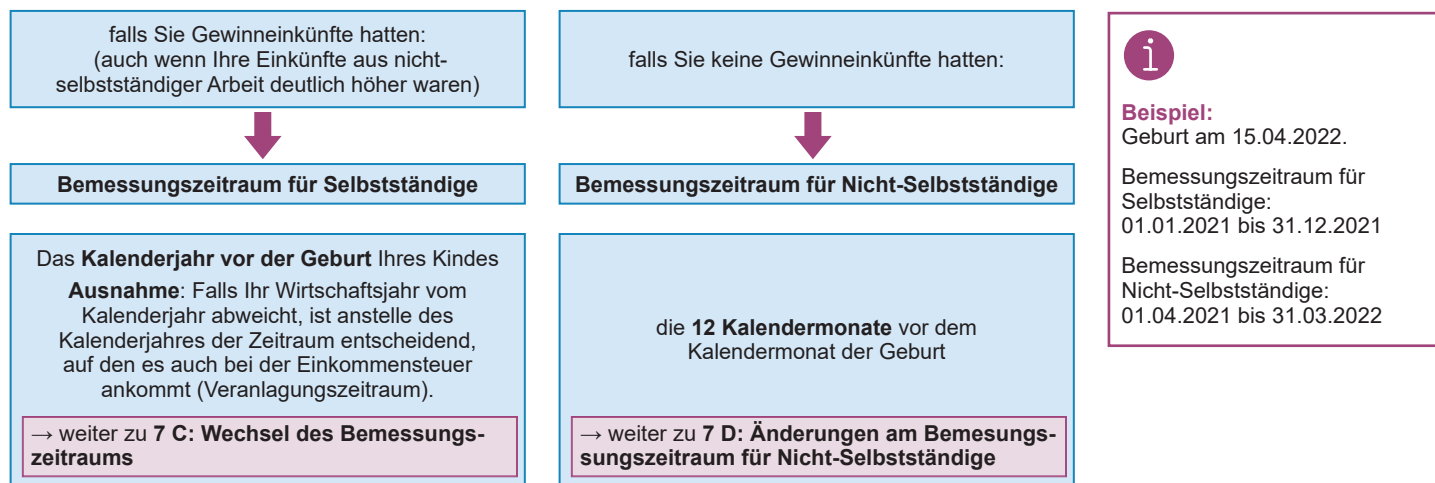 falls Sie Gewinneinkünfte hatten:
(auch wenn Ihre Einkünfte aus nicht-
selbstständiger Arbeit deutlich höher waren)
Bemessungszeitraum für Selbstständige
Das Kalenderjahr vor der Geburt Ihres Kindes
Ausnahme: Falls Ihr Wirtschaftsjahr vom
Kalenderjahr abweicht, ist anstelle des
Kalenderjahres der Zeitraum entscheidend,
auf den es auch bei der Einkommensteuer
ankommt (Veranlagungszeitraum).
→ weiter zu 7 C: Wechsel des Bemessungs-
zeitraums
falls Sie keine Gewinneinkünfte hatten:
Bemessungszeitraum für Nicht-Selbstständige
die 12 Kalendermonate vor dem
Kalendermonat der Geburt
→ weiter zu 7 D: Änderungen am Bemesungs-
sungszeitraum für Nicht-Selbstständige
i
Beispiel:
Geburt am 15.04.2022.
Bemessungszeitraum für
Selbstständige:
01.01.2021 bis 31.12.2021
Bemessungszeitraum für
Nicht-Selbstständige:
01.04.2021 bis 31.03.2022